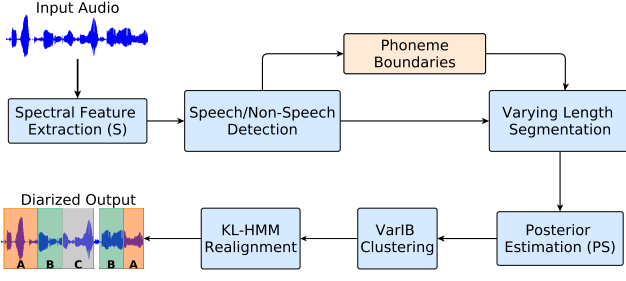 Input Audio
Spectral Feature
Extraction (S)
Speech/Non-Speech
Detection
Phoneme
Boundaries
Varying Length
Segmentation
Posterior
Estimation (PS)
VarIB
Clustering
KL-HMM
Realignment
Diarized Output
A B C B A